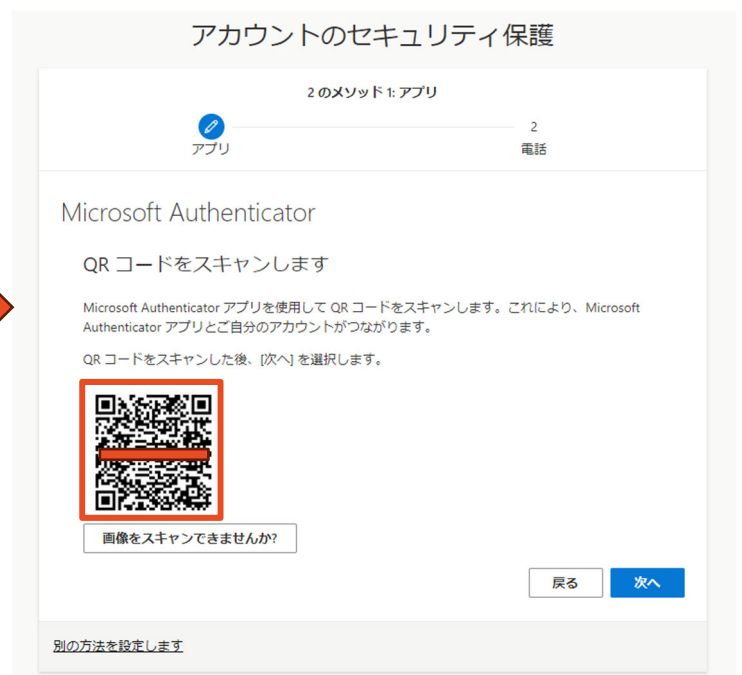 アカウントのセキュリティ保護
2 のメソッド 1: アプリ
2
アプリ
電話
Microsoft Authenticator
QR コードをスキャンします
Microsoft Authenticator アプリを使用して QR コードをスキャンします。これにより、Microsoft
Authenticator アプリとご自分のアカウントがつながります。
QR コードをスキャンした後、[次へ] を選択します。
画像をスキャンできませんか?
戻る
次へ
別の方法を設定します